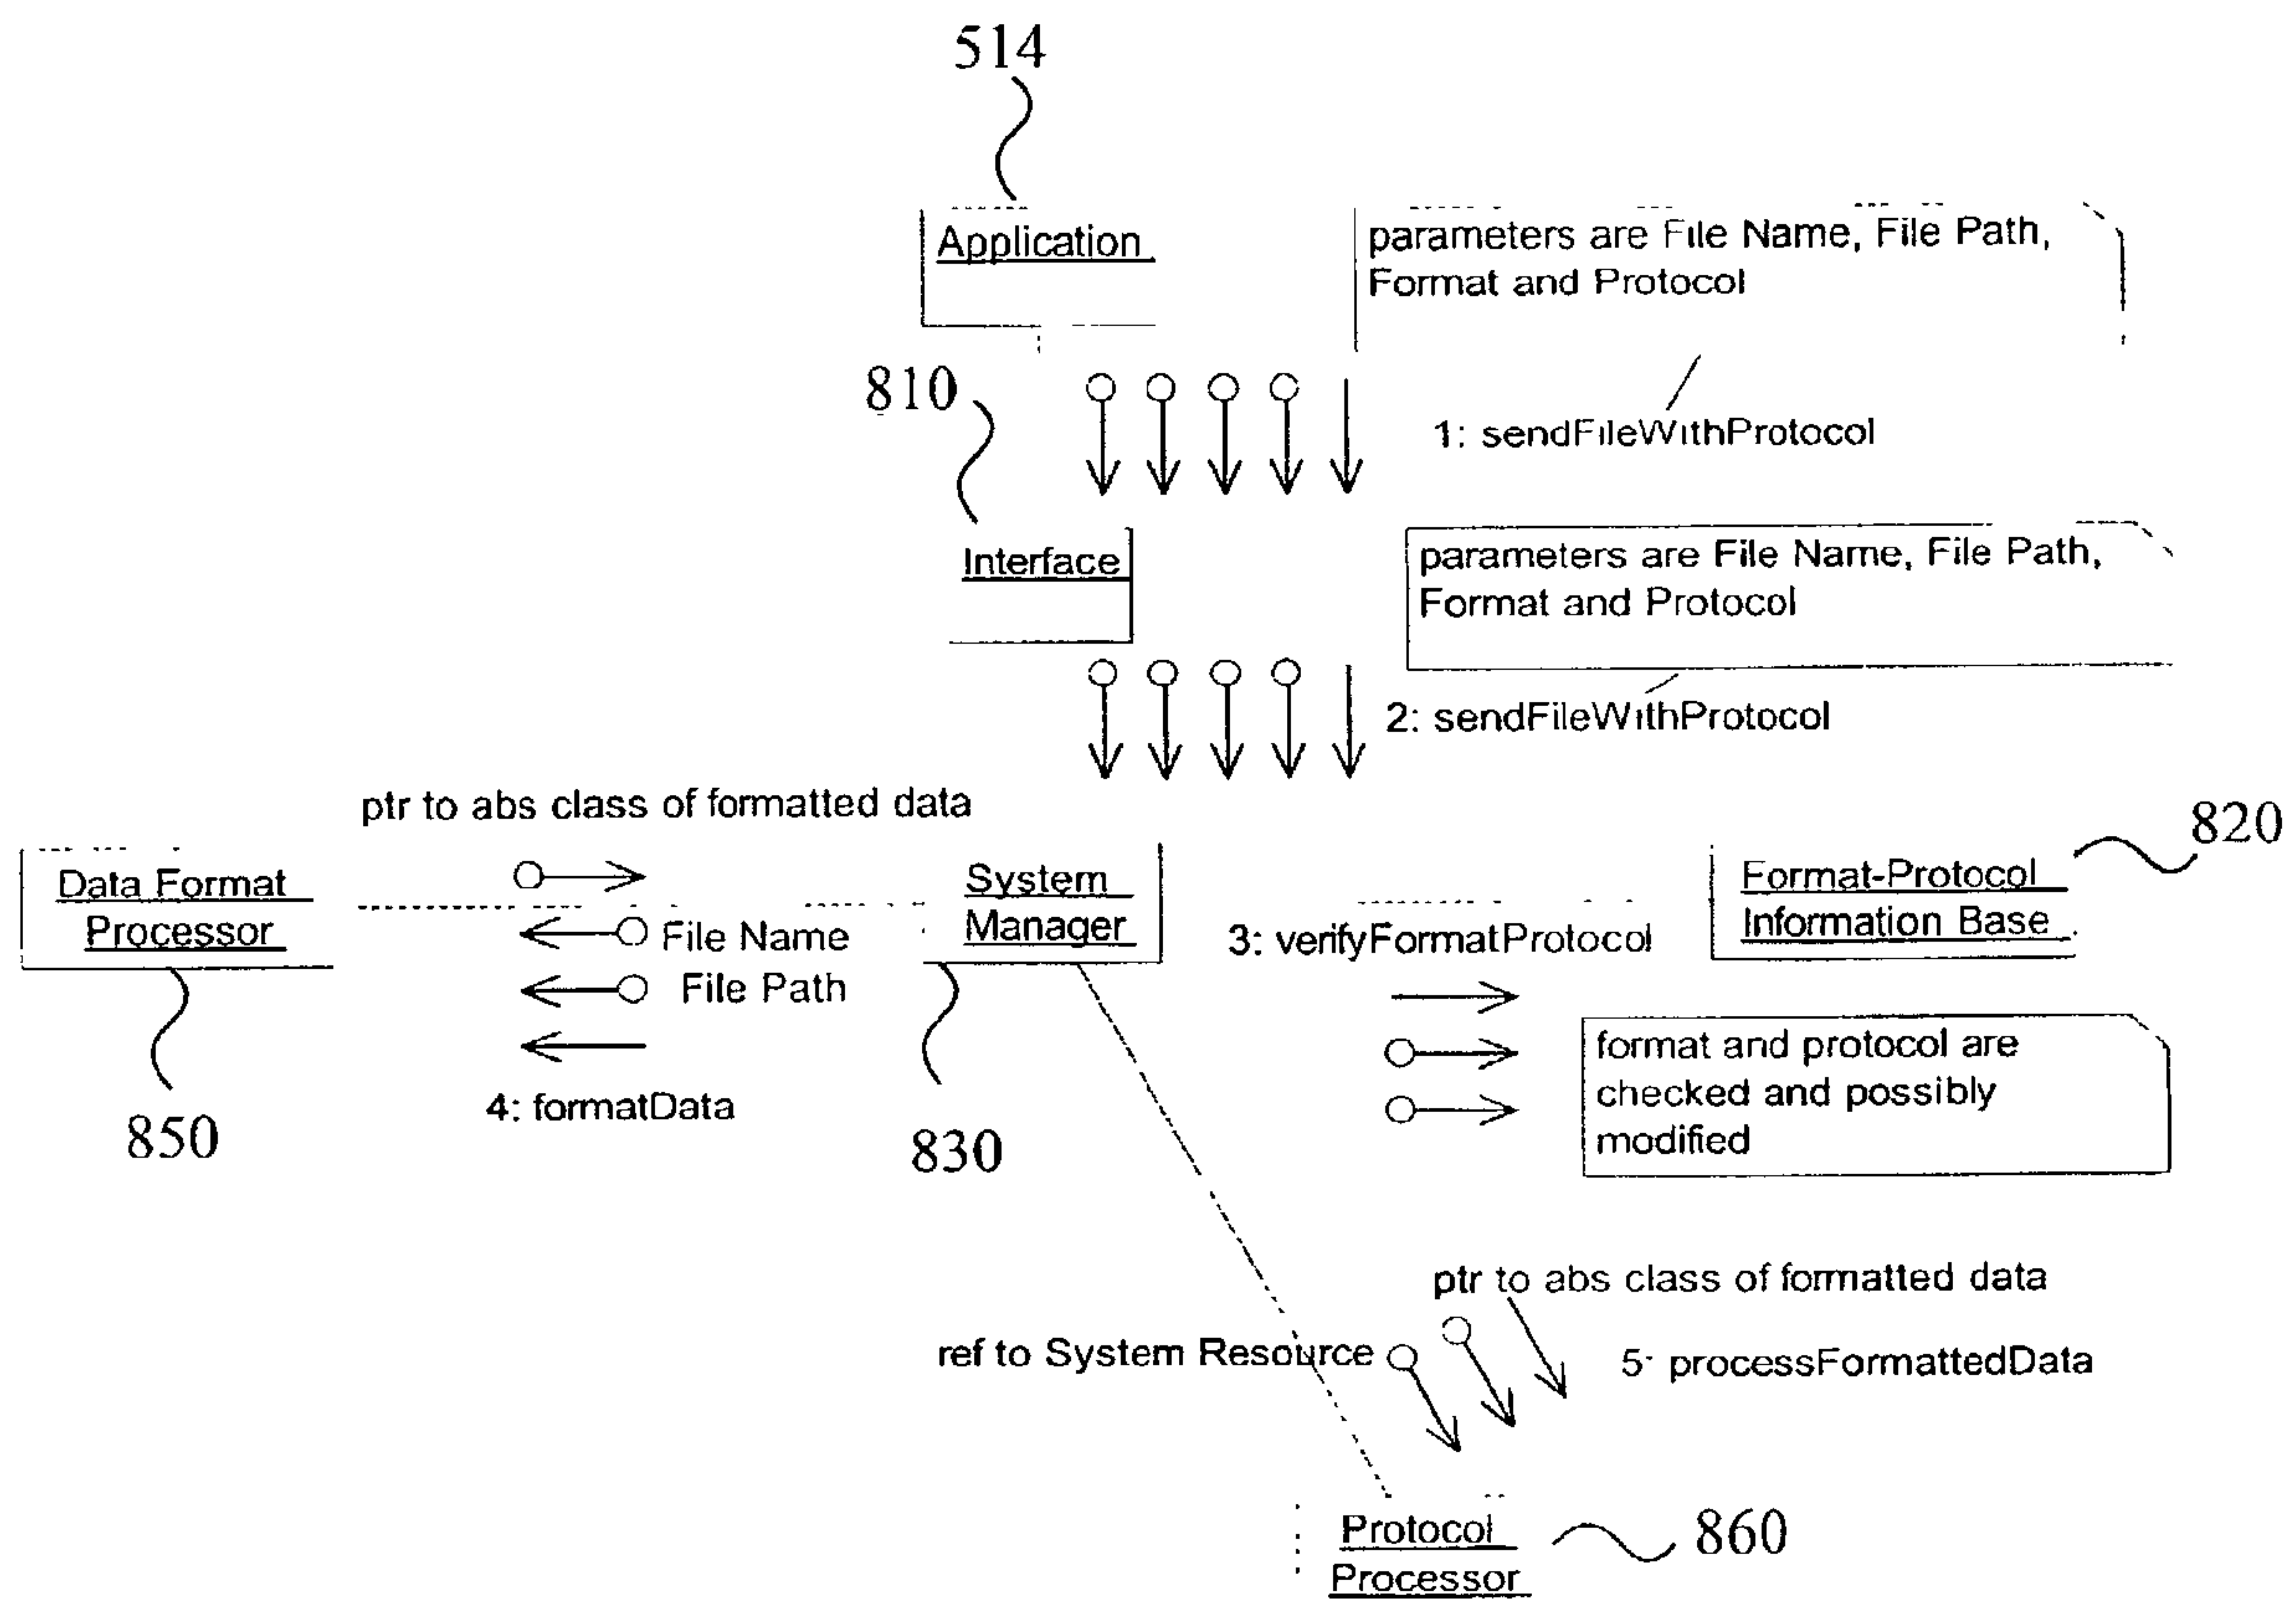 514
Application
parameters are File Name, File Path,
Format and Protocol
810
1: sendFileWithProtocol
Interface
parameters are File Name, File Path,
Format and Protocol
2: sendFileWithProtocol
ptr to abs class of formatted data
820
Data Format
Processor
File Name
File Path
4: formatData
850
System
Manager
830
3: verifyFormatProtocol
Format-Protocol
Information Base
format and protocol are
checked and possibly
modified
ptr to abs class of formatted data
ref to System Resource
5: processFormattedData
Protocol
Processor
860